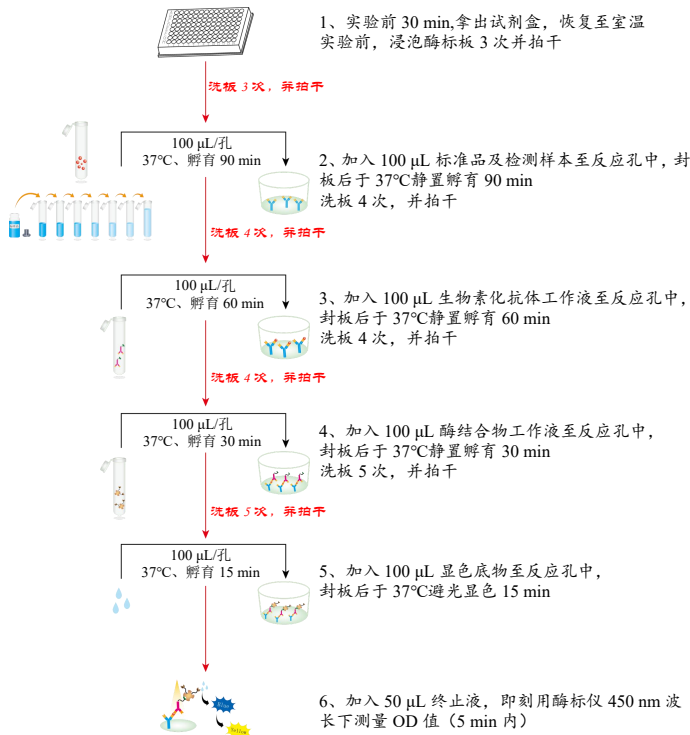 1、实验前 30 min,拿出试剂盒，恢复至室温
实验前，浸泡酶标板 3 次并拍干
洗板 3 次，并拍干
100 μL/孔
37℃、孵育 90 min
2、加入 100 μL 标准品及检测样本至反应孔中，封
板后于 37℃静置孵育 90 min
洗板 4 次，并拍干
洗板 4 次，并拍干
100 μL/孔
37℃、孵育 60 min
3、加入 100 μL 生物素化抗体工作液至反应孔中，
封板后于 37℃静置孵育 60 min
洗板 4 次，并拍干
洗板 4 次，并拍干
100 μL/孔
37℃、孵育 30 min
4、加入 100 μL 酶结合物工作液至反应孔中，
封板后于 37℃静置孵育 30 min
洗板 5 次，并拍干
洗板 5 次，并拍干
100 μL/孔
37℃、孵育 15 min
5、加入 100 μL 显色底物至反应孔中，
封板后于 37℃避光显色 15 min
6、加入 50 μL 终止液，即刻用酶标仪 450 nm 波
长下测量 OD 值（5 min 内）
Blue
Yellow